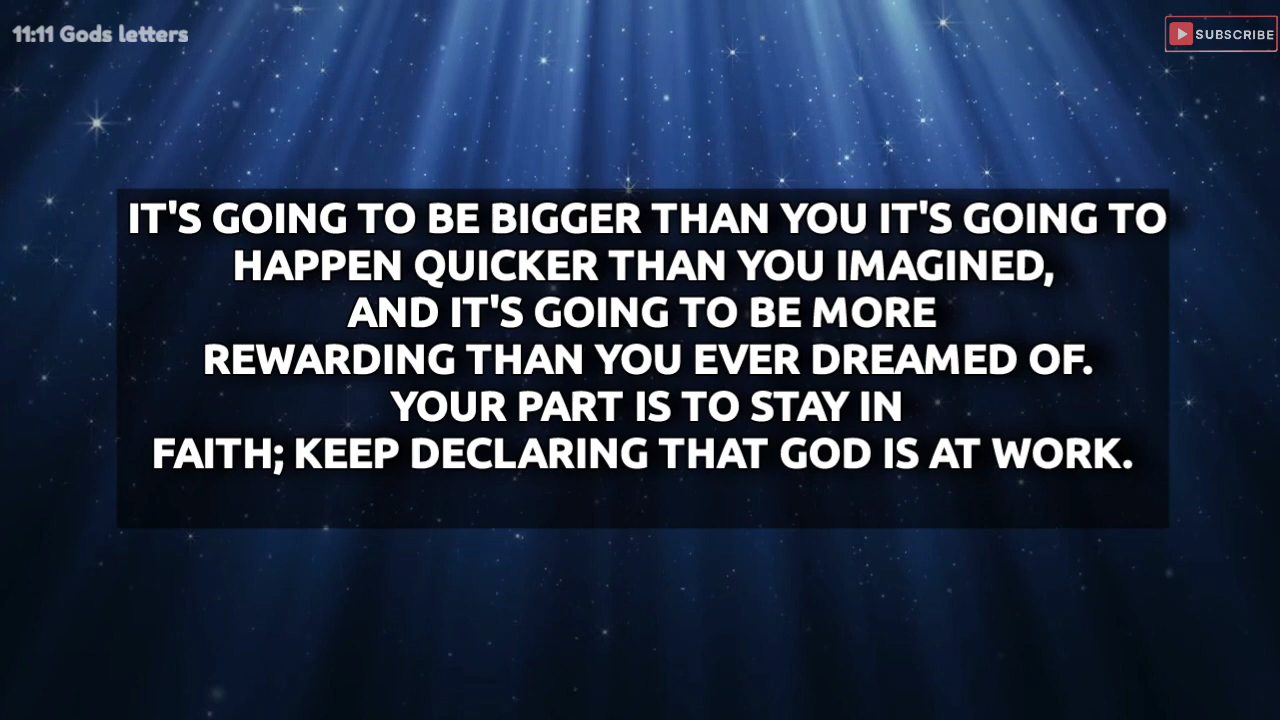 11:11 Gods letters
SUBSCRIBE
IT'S GOING TO BE BIGGER THAN YOU IT'S GOING TO
HAPPEN QUICKER THAN YOU IMAGINED,
AND IT'S GOING TO BE MORE
REWARDING THAN YOU EVER DREAMED OF.
YOUR PART IS TO STAY IN
FAITH; KEEP DECLARING THAT GOD IS AT WORK.